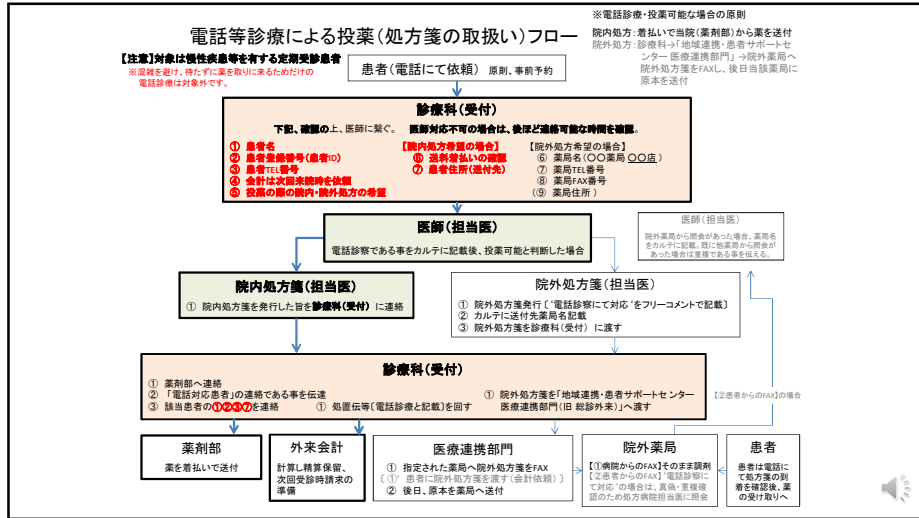 ※電話診療・投薬可能な場合の原則
院内処方：着払いで当院（薬剤部）から薬を送付
院外処方：診療科→「地域連携・患者サポートセ
ンター 医療連携部門」→院外薬局へ
院外処方箋をFAXし、後日当該薬局に
原本を送付
電話等診療による投薬（処方箋の取扱い）フロー
【注意】対象は慢性疾患等を有する定期受診患者
※混雑を避け、待たずに薬を取りに来るためだけの
電話診療は対象外です。
患者（電話にて依頼） 原則、事前予約
診療科（受付）
下記、確認の上、医師に繋ぐ。 医師対応不可の場合は、後ほど連絡可能な時間を確認。
① 患者名
② 患者登録番号（患者ID）
③ 患者TEL番号
④ 会計は次回来院時を依頼
⑤ 投薬の際の院内・院外処方の希望
【院内処方希望の場合】
⑥ 送料着払いの確認
⑦ 患者住所（送付先）
【院外処方希望の場合】
⑥ 薬局名（〇〇薬局 〇〇店）
⑦ 薬局TEL番号
⑧ 薬局FAX番号
（⑨ 薬局住所）
医師（担当医）
電話診察である事をカルテに記載後、投薬可能と判断した場合
医師（担当医）
院外薬局から照会があった場合、薬局名
をカルテに記載。既に他薬局から照会が
あった場合は重複である事を伝える。
院内処方箋（担当医）
① 院内処方箋を発行した旨を診療科（受付）に連絡
院外処方箋（担当医）
① 院外処方箋発行〔“電話診察にて対応”をフリーコメントで記載〕
② カルテに送付先薬局名記載
③ 院外処方箋を診療科（受付）に渡す
診療科（受付）
① 薬剤部へ連絡
② 「電話対応患者」の連絡である事を伝達
③ 該当患者の①②③⑦を連絡
① 処置伝等〔電話診療と記載〕を回す
① 院外処方箋を「地域連携・患者サポートセンター
医療連携部門（旧 総診外来）」へ渡す
【②患者からのFAX】の場合
薬剤部
薬を着払いで送付
外来会計
計算し精算保留、
次回受診時請求の
準備
医療連携部門
① 指定された薬局へ院外処方箋をFAX
〔 ①’ 患者に院外処方箋を渡す（会計依頼） 〕
② 後日、原本を薬局へ送付
院外薬局
【①病院からのFAX】そのまま調剤
【②患者からのFAX】“電話診察にて
て対応”の場合は、真偽・重複確
認のため処方病院担当医に照会
患者
患者は電話に
て処方箋の到
着を確認後、薬
の受け取りへ